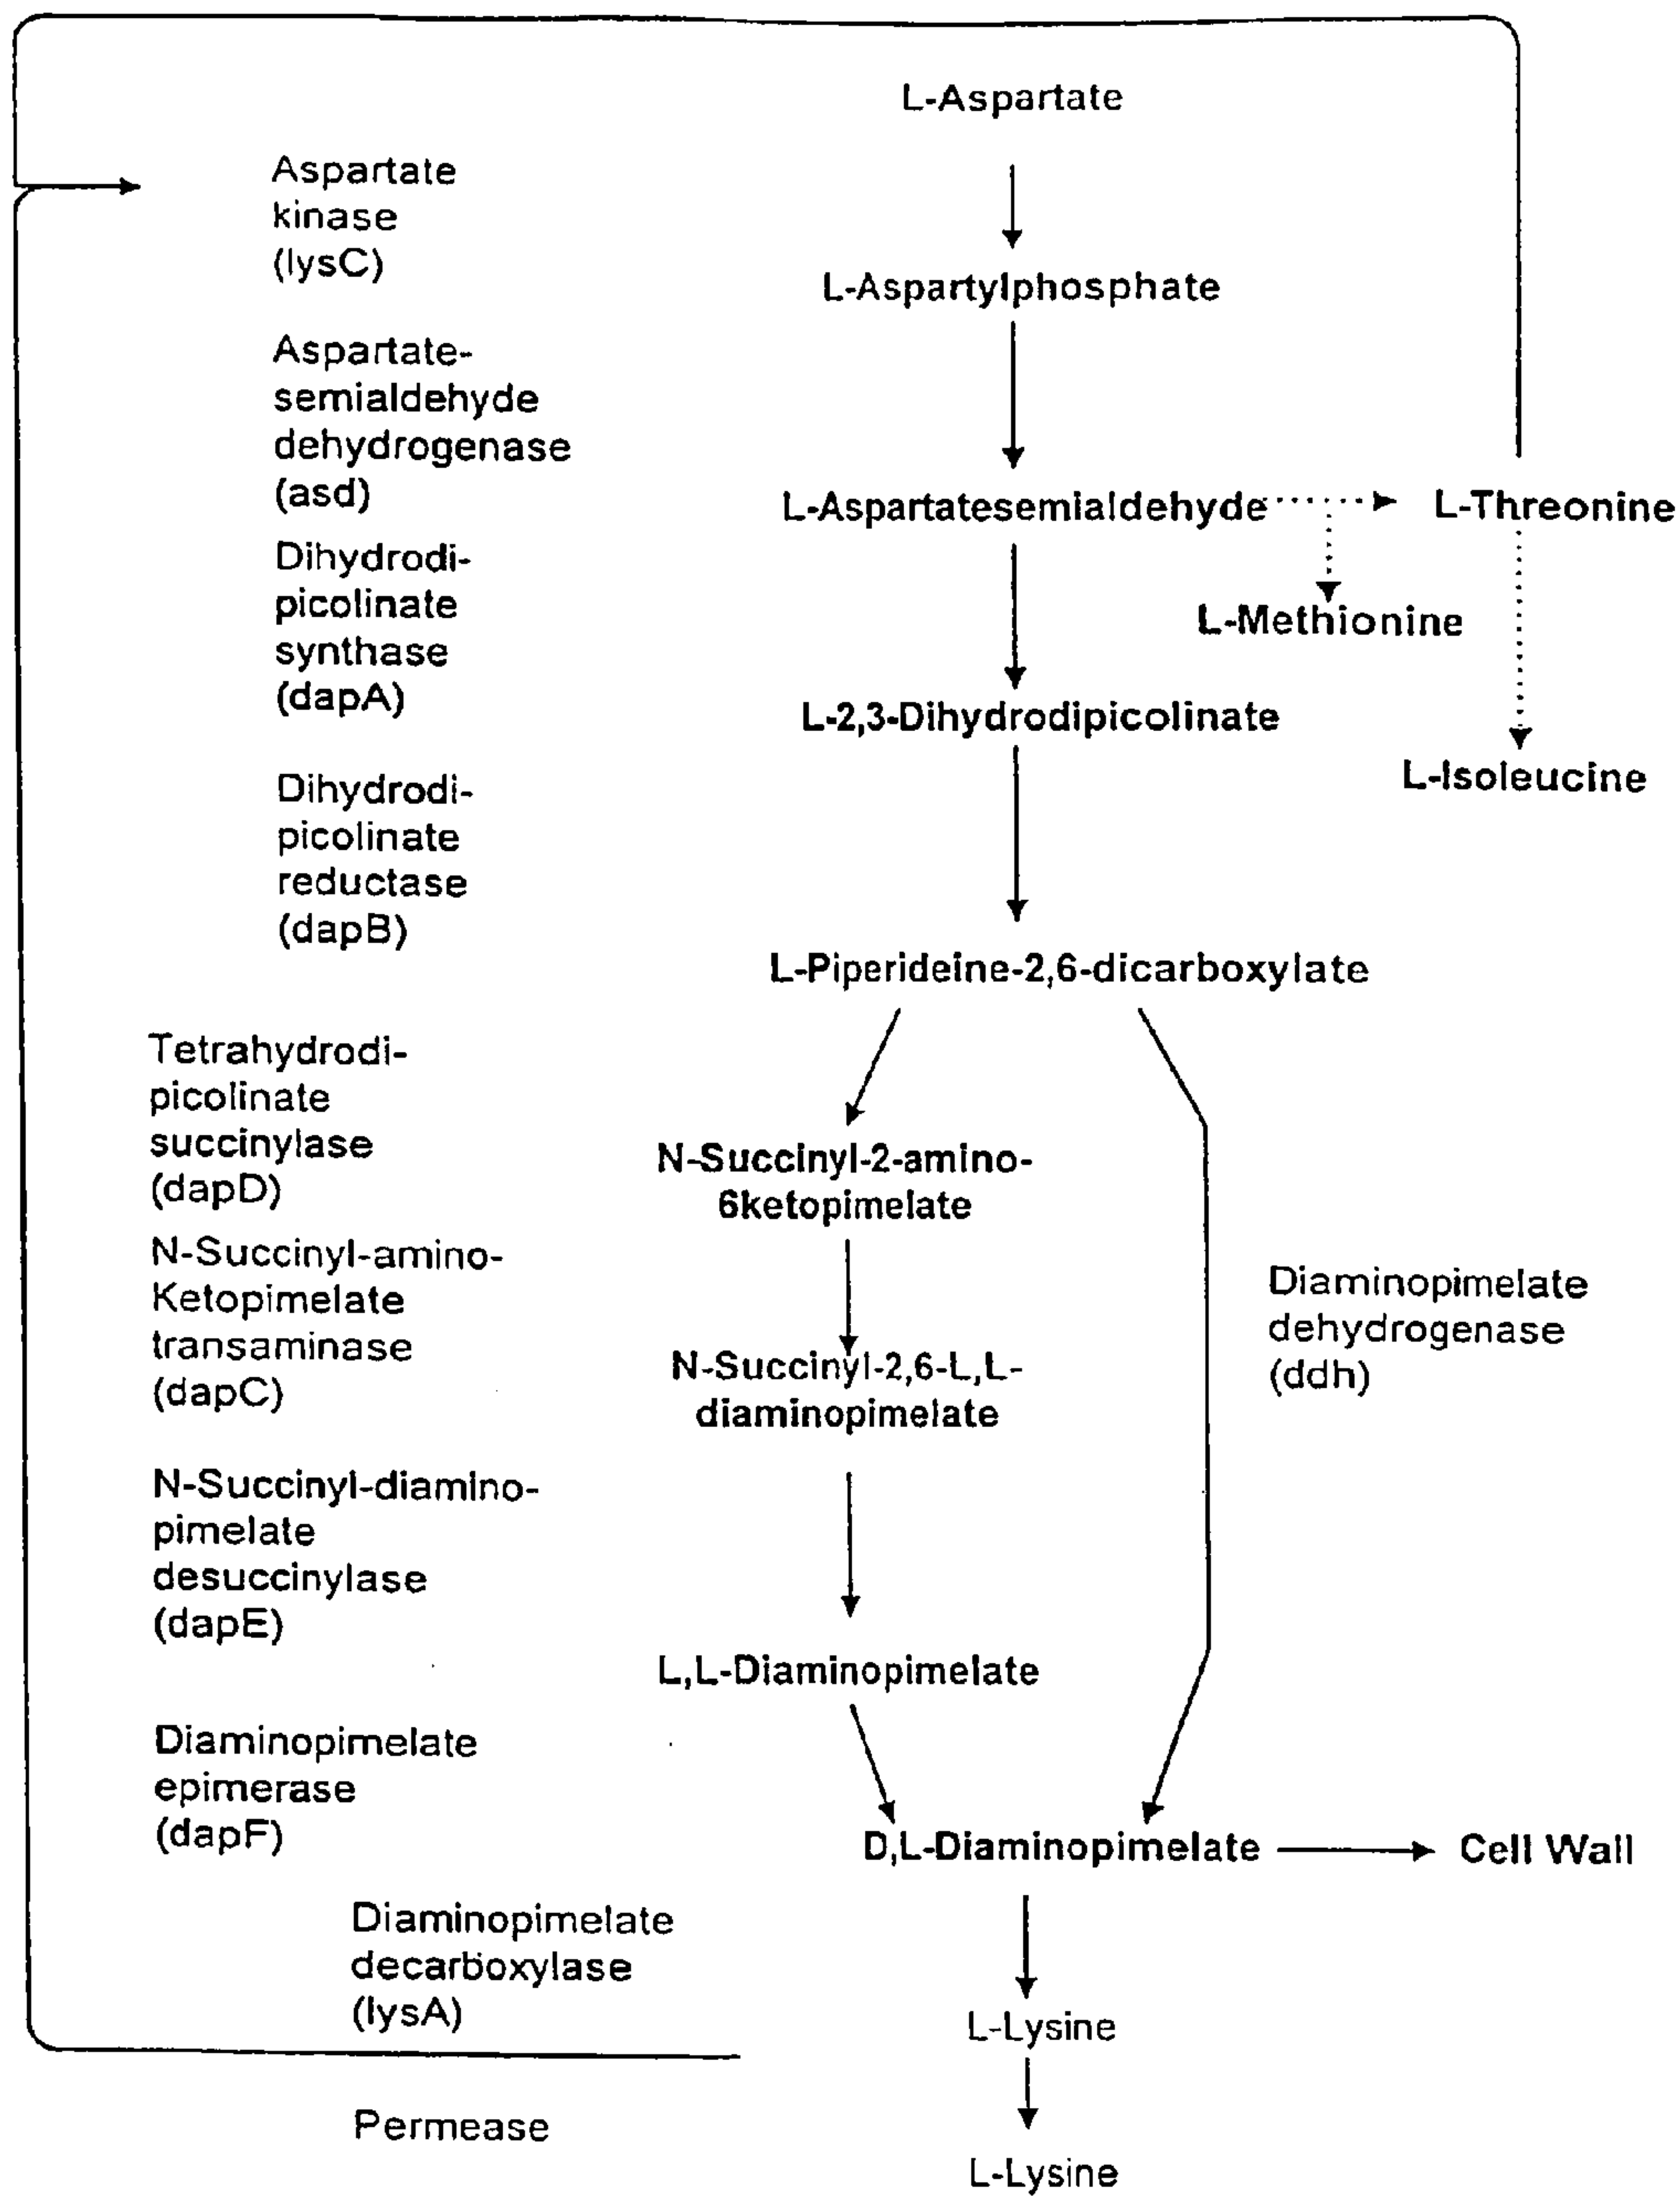 L-Aspartate
Aspartate
kinase
(lysC)
L-Aspartylphosphate
Aspartate-
semialdehyde
dehydrogenase
(asd)
L-Aspartatesemialdehyde
L-Threonine
Dihydrodi-
picolinate
synthase
(dapA)
L-Methionine
L-2,3-Dihydrodipicolinate
L-Isoleucine
Dihydrodi-
picolinate
reductase
(dapB)
L-Piperideine-2,6-dicarboxylate
Tetrahydrodi-
picolinate
succinylase
(dapD)
N-Succinyl-2-amino-
6ketopimelate
N-Succinyl-amino-
Ketopimelate
transaminase
(dapC)
Diaminopimelate
dehydrogenase
(ddh)
N-Succinyl-2,6-L,L-
diaminopimelate
N-Succinyl-diamino-
pimelate
desuccinylase
(dapE)
L,L-Diaminopimelate
Diaminopimelate
epimerase
(dapF)
D,L-Diaminopimelate
Cell Wall
Diaminopimelate
decarboxylase
(lysA)
L-Lysine
Permease
L-Lysine